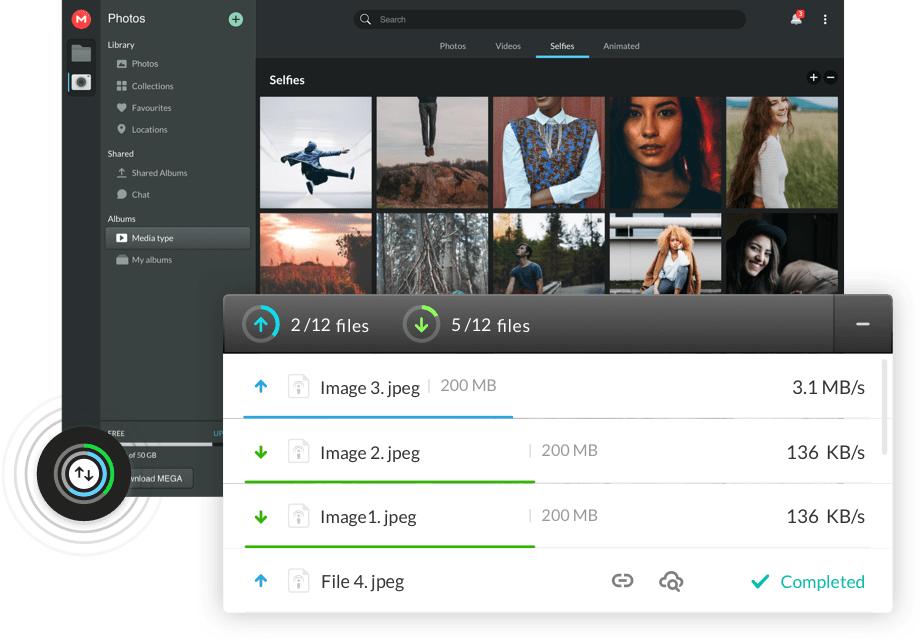 M
Photos
Search
3
Library
Photos
Collections
Favourites
Locations
Shared
Shared Albums
Chat
Albums
Media type
My albums
Photos Videos Selfies Animated
Selfies
FREE
UP
of 50 GB
wnload MEGA
2/12 files 5/12 files
Image 3. jpeg 200 MB 3.1 MB/s
Image 2. jpeg 200 MB 136 KB/s
Image1. jpeg 200 MB 136 KB/s
File 4. jpeg Completed